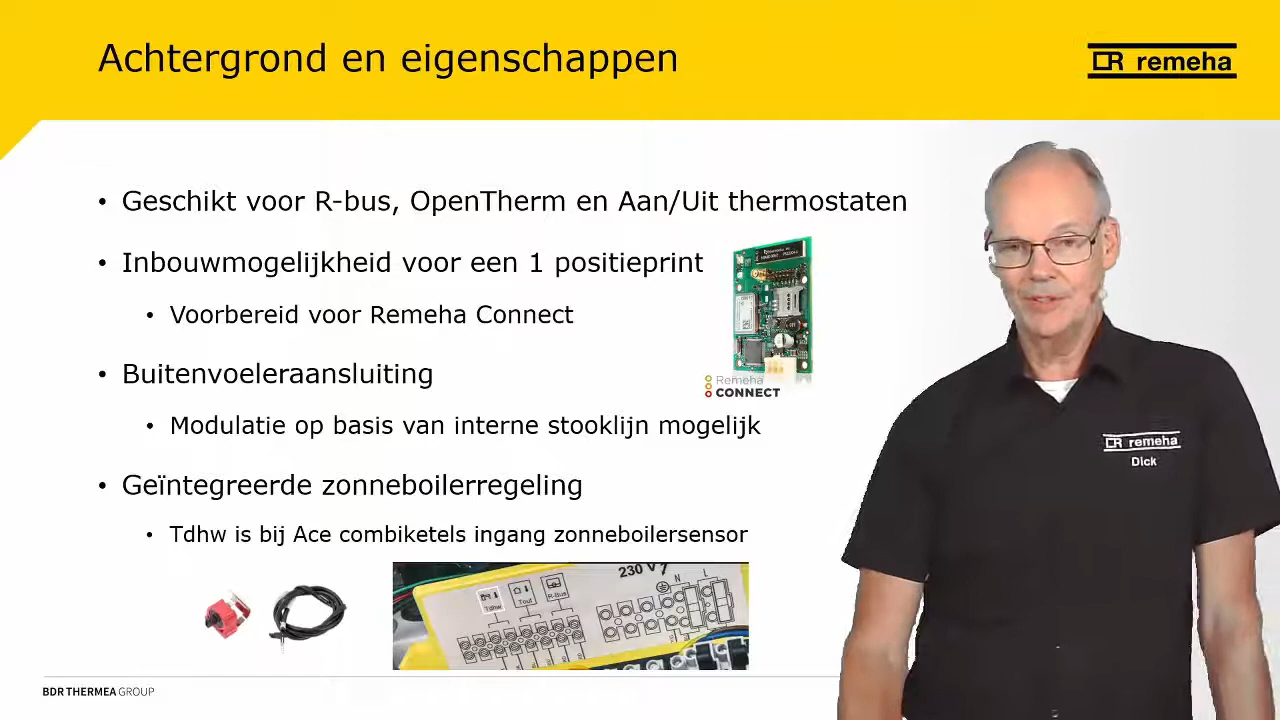 Achtergrond en eigenschappen
remeha
• Geschikt voor R-bus, OpenTherm en Aan/Uit thermostaten
• Inbouwmogelijkheid voor een 1 positieprint
• Voorbereid voor Remeha Connect
Remeha
CONNECT
• Buitenvoeleraansluiting
• Modulatie op basis van interne stooklijn mogelijk
remeha
Dick
• Geïntegreerde zonneboilerregeling
• Tdhw is bij Ace combiketels ingang zonneboilersensor
230 V
Tdhw
Tout
R-Bus
N
L
BDR THERMEA GROUP